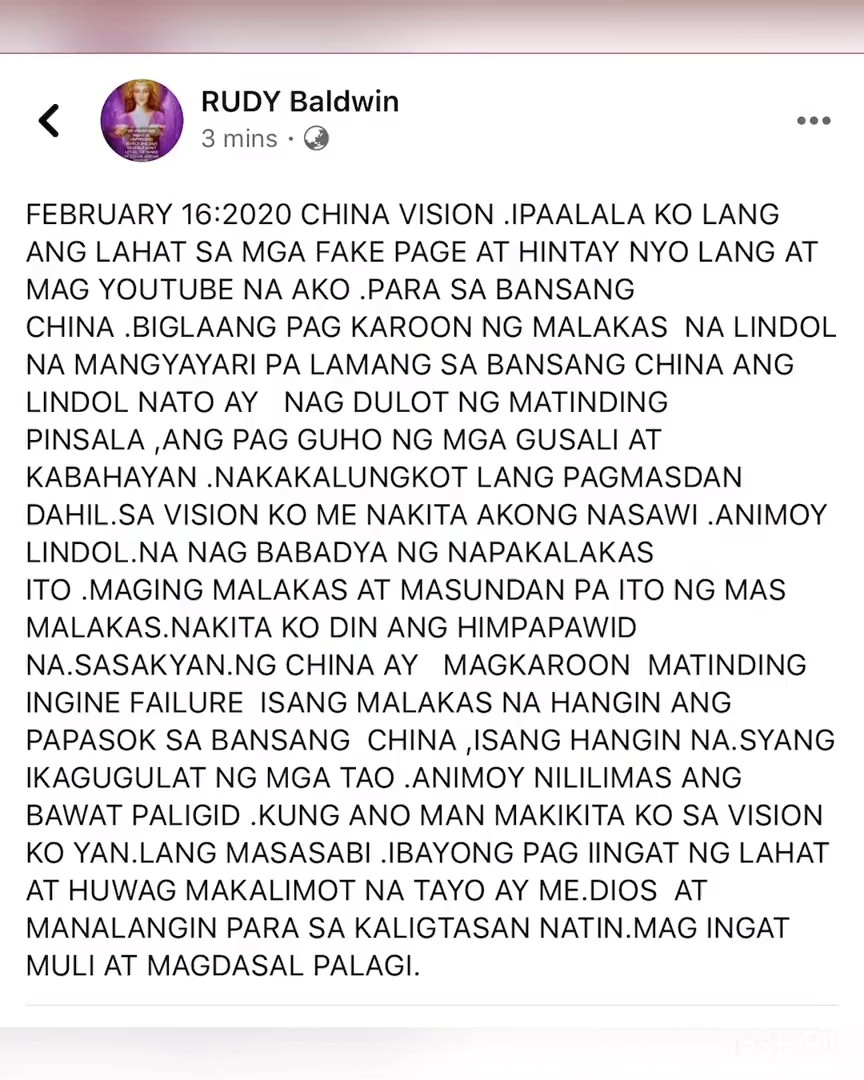 RUDY Baldwin
3 mins ·
FEBRUARY 16:2020 CHINA VISION .IPAALALA KO LANG
ANG LAHAT SA MGA FAKE PAGE AT HINTAY NYO LANG AT
MAG YOUTUBE NA AKO .PARA SA BANSANG
CHINA .BIGLAANG PAG KAROON NG MALAKAS  NA LINDOL
NA MANGYAYARI PA LAMANG SA BANSANG CHINA ANG
LINDOL NATO AY   NAG DULOT NG MATINDING
PINSALA ,ANG PAG GUHO NG MGA GUSALI AT
KABAHAYAN .NAKAKALUNGKOT LANG PAGMASDAN
DAHIL.SA VISION KO ME NAKITA AKONG NASAWI .ANIMOY
LINDOL.NA NAG BABADYA NG NAPAKALAKAS
ITO .MAGING MALAKAS AT MASUNDAN PA ITO NG MAS
MALAKAS.NAKITA KO DIN ANG HIMPAPAWID
NA.SASAKYAN.NG CHINA AY   MAGKAROON  MATINDING
INGINE FAILURE  ISANG MALAKAS NA HANGIN ANG
PAPASOK SA BANSANG  CHINA ,ISANG HANGIN NA.SYANG
IKAGUGULAT NG MGA TAO .ANIMOY NILILIMAS ANG
BAWAT PALIGID .KUNG ANO MAN MAKIKITA KO SA VISION
KO YAN.LANG MASASABI .IBAYONG PAG IINGAT NG LAHAT
AT HUWAG MAKALIMOT NA TAYO AY ME.DIOS  AT
MANALANGIN PARA SA KALIGTASAN NATIN.MAG INGAT
MULI AT MAGDASAL PALAGI.